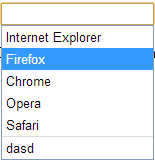 Internet Explorer
Firefox
Chrome
Opera
Safari
dasd